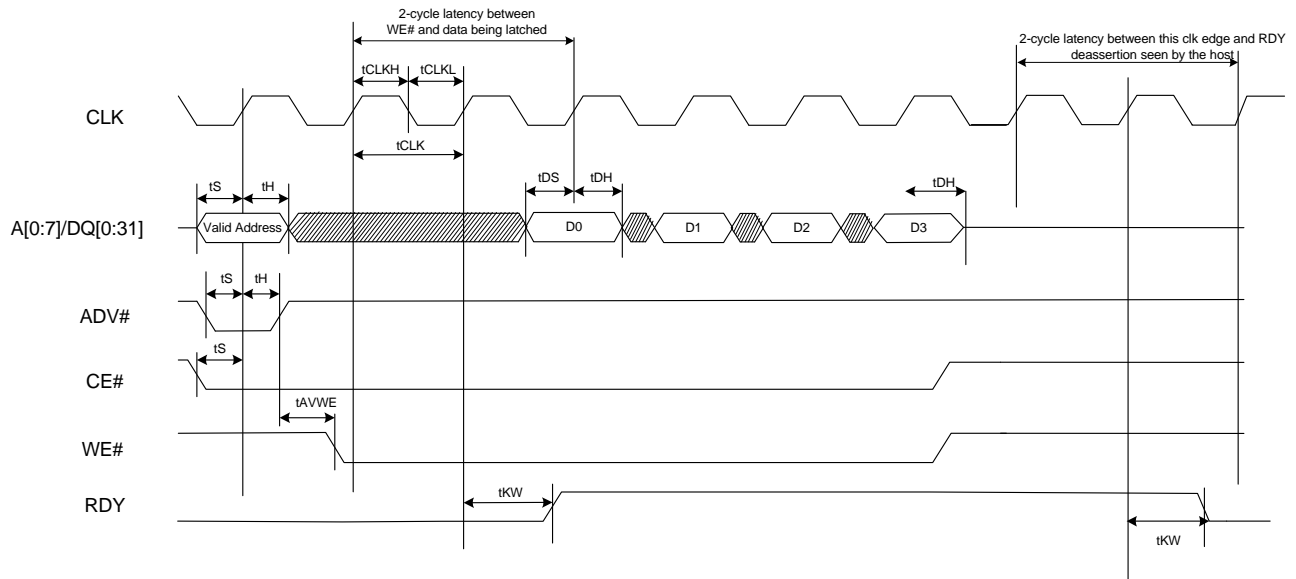 2-cycle latency between
WE# and data being latched
2-cycle latency between this clk edge and RDY
deassertion seen by the host
tCLKH
tCLKL
CLK
tCLK
tS
tH
tDS
tDH
tDH
A[0:7]/DQ[0:31]
Valid Address
D0
D1
D2
D3
tS
tH
ADV#
tS
CE#
tAVWE
WE#
tKW
RDY
tKW